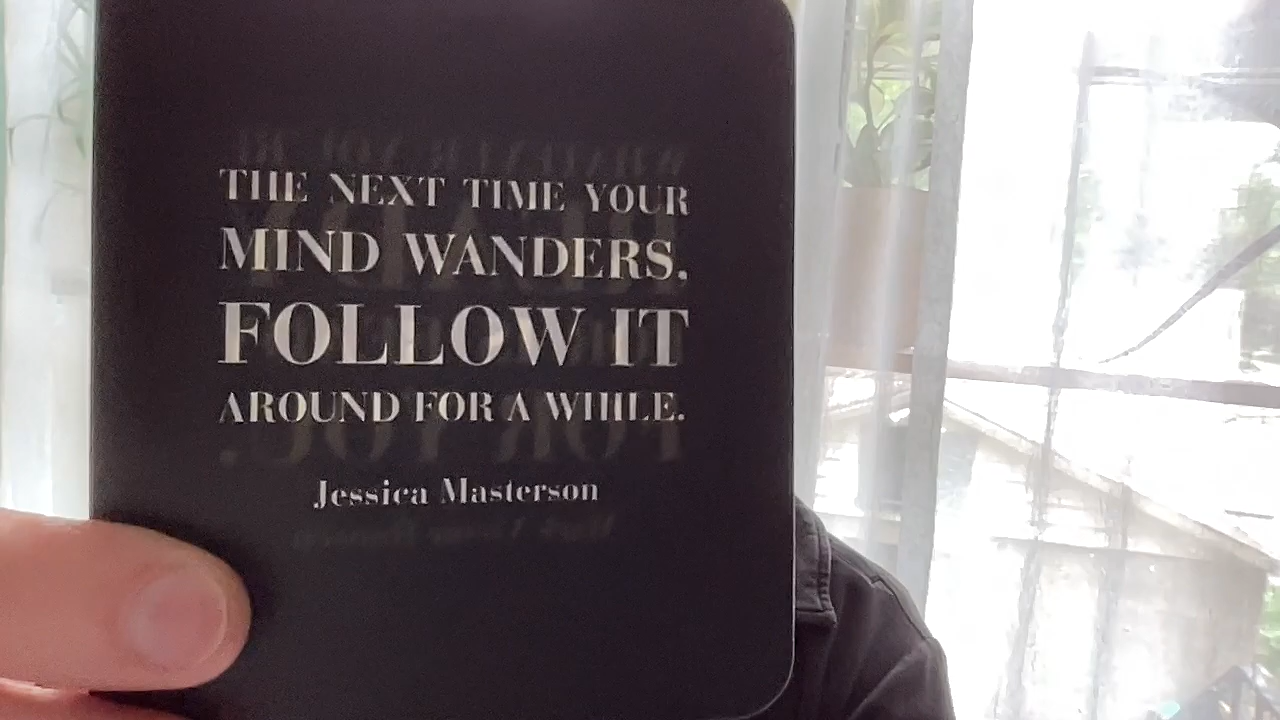 THE NEXT TIME YOUR
MIND WANDERS,
FOLLOW IT
AROUND FOR A WHILE.
Jessica Masterson